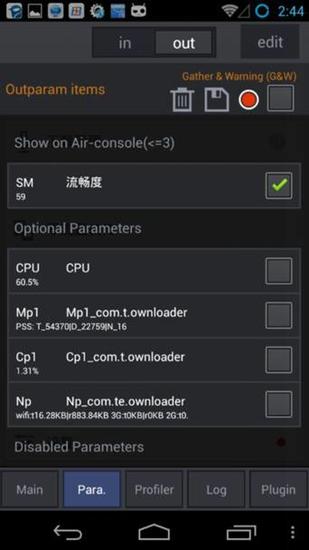 2:44
in out edit
Gather & Warning (G&W)
Outparam items
Show on Air-console(<=3)
SM 流畅度
59
Optional Parameters
CPU CPU
60.5%
Mp1 Mp1_com.t.ownloader
PSS: T_54370|D_22759|N_16
Cp1 Cp1_com.t.ownloader
1.31%
Np Np_com.te.ownloader
wifi:t16.28KB|r883.84KB 3G:t0KB|r0KB 2G:t0.
Disabled Parameters
Main Para. Profiler Log Plugin